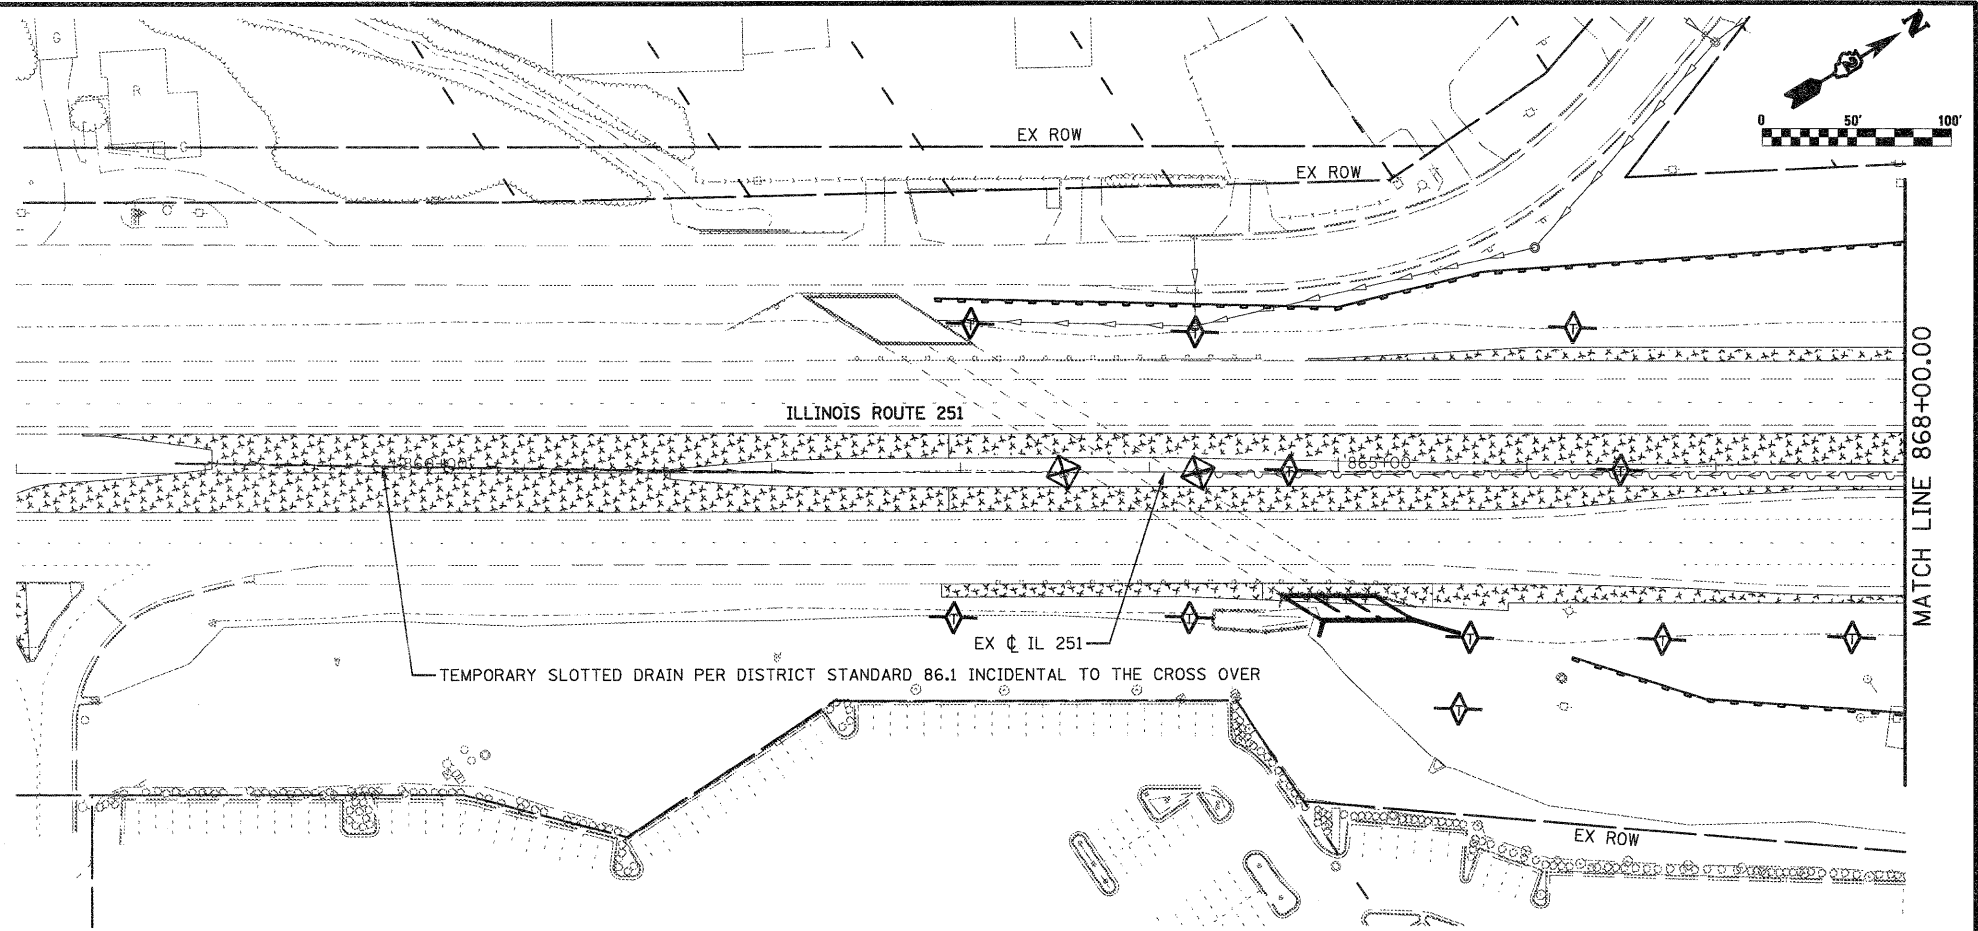 N
G
R
0 50' 100'
EX ROW
EX ROW
ILLINOIS ROUTE 251
865+00
T
T
T
T
T
T
T
T
T
T
T
MATCH LINE 868+00.00
EX ℄ IL 251
TEMPORARY SLOTTED DRAIN PER DISTRICT STANDARD 86.1 INCIDENTAL TO THE CROSS OVER
EX ROW